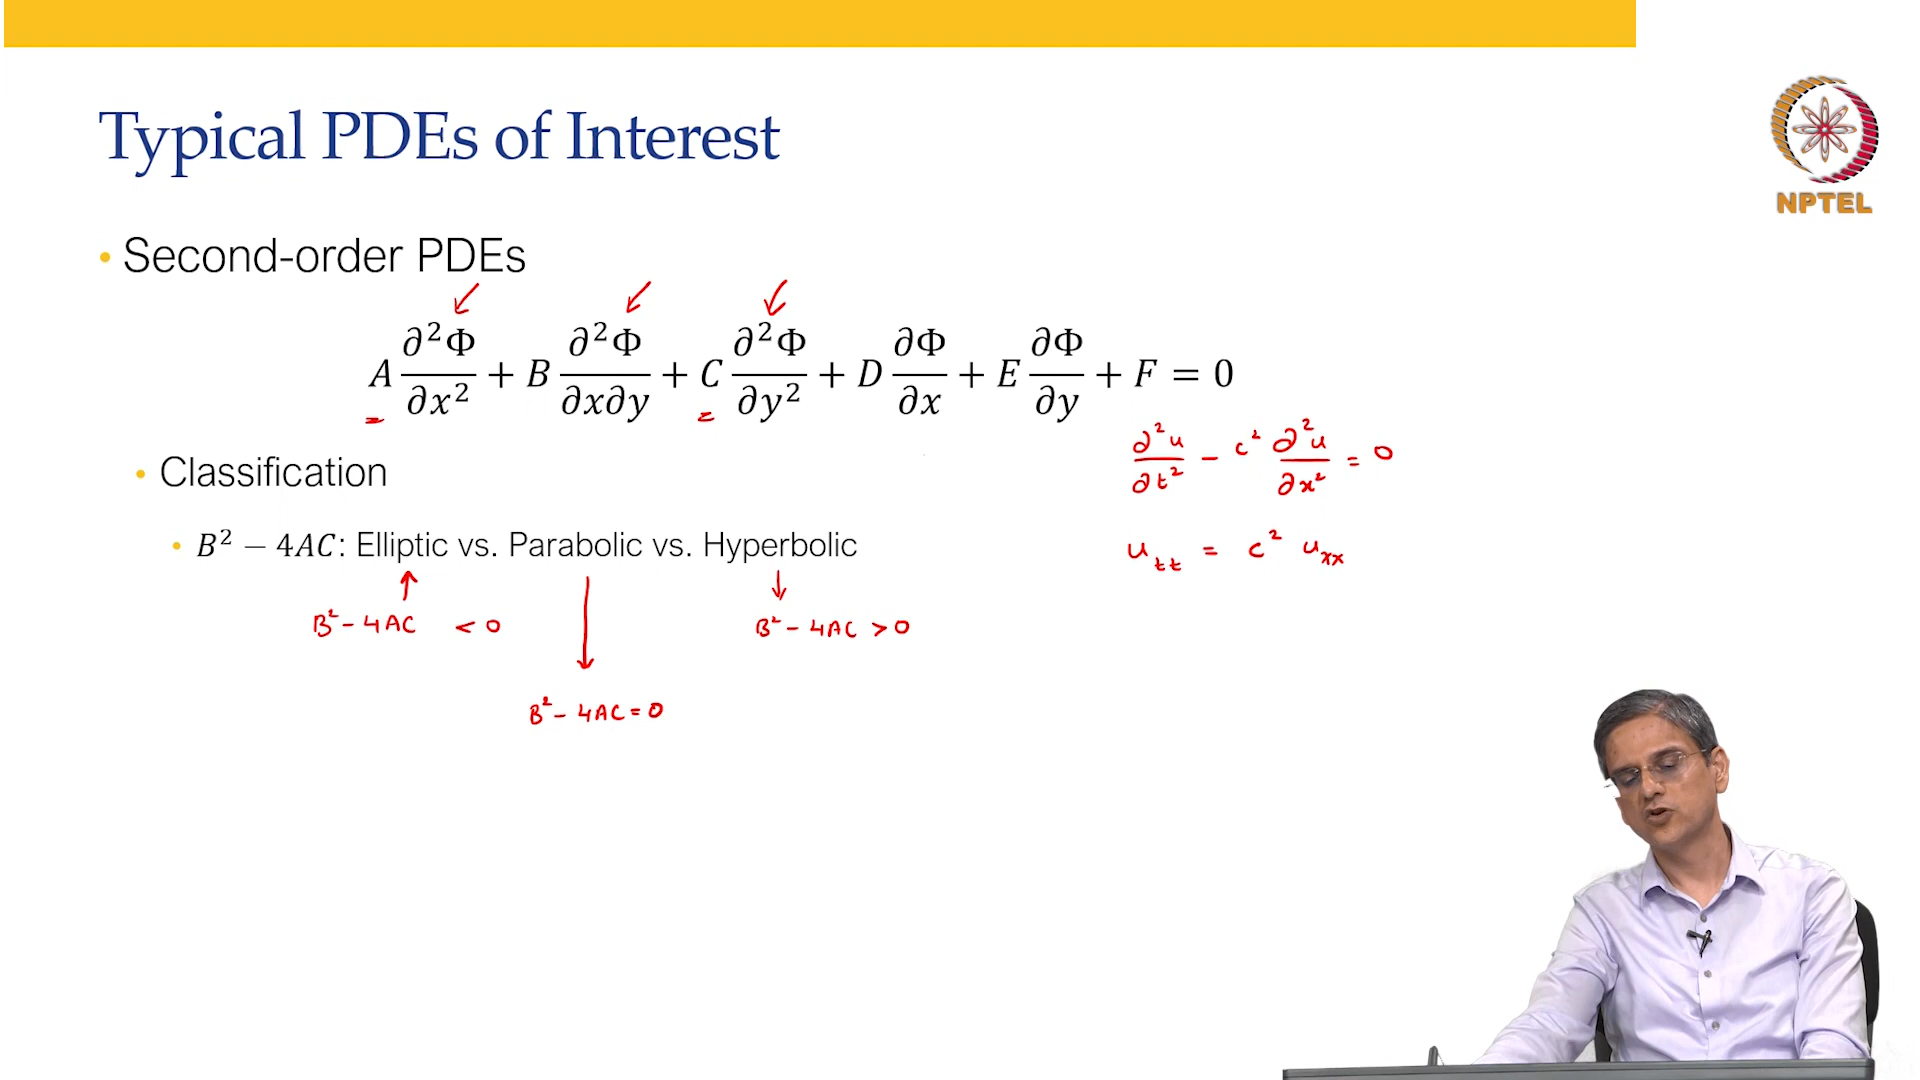 Typical PDEs of Interest
NPTEL
• Second-order PDEs
A ∂²Φ/∂x² + B ∂²Φ/∂x∂y + C ∂²Φ/∂y² + D ∂Φ/∂x + E ∂Φ/∂y + F = 0
∂²u/∂t² - c² ∂²u/∂x² = 0
• Classification
• B² − 4AC: Elliptic vs. Parabolic vs. Hyperbolic
u_tt = c² u_xx
B² - 4AC < 0
B² - 4AC > 0
B² - 4AC = 0